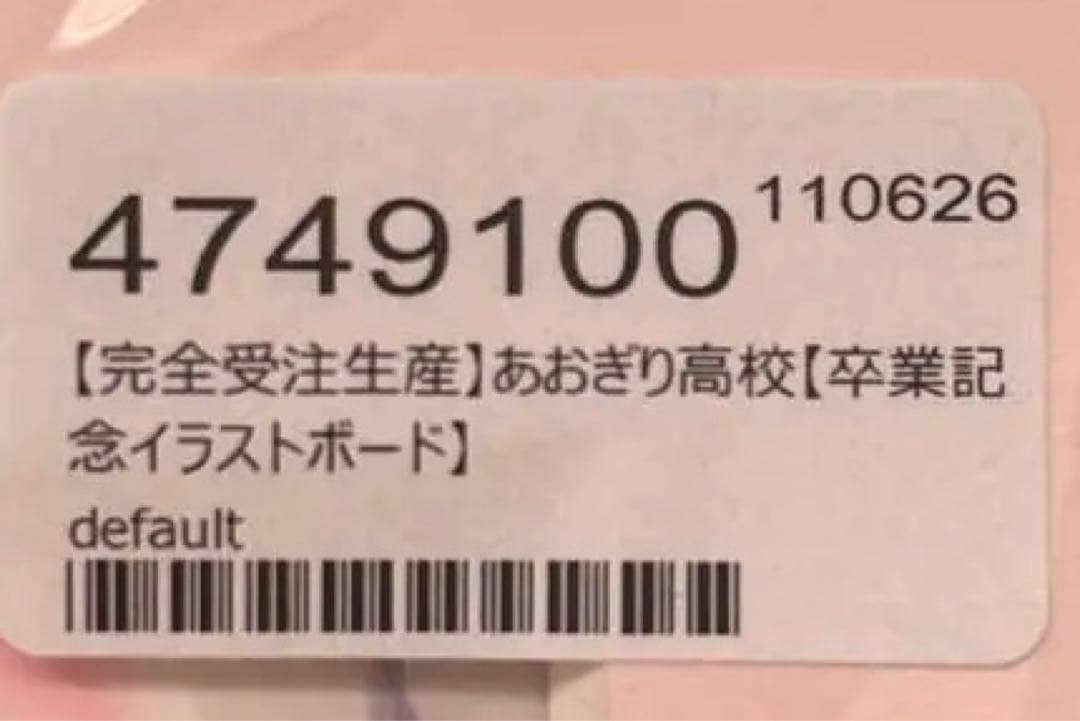 4749100 110626
【完全受注生産】あおぎり高校【卒業記
念イラストボード】
default